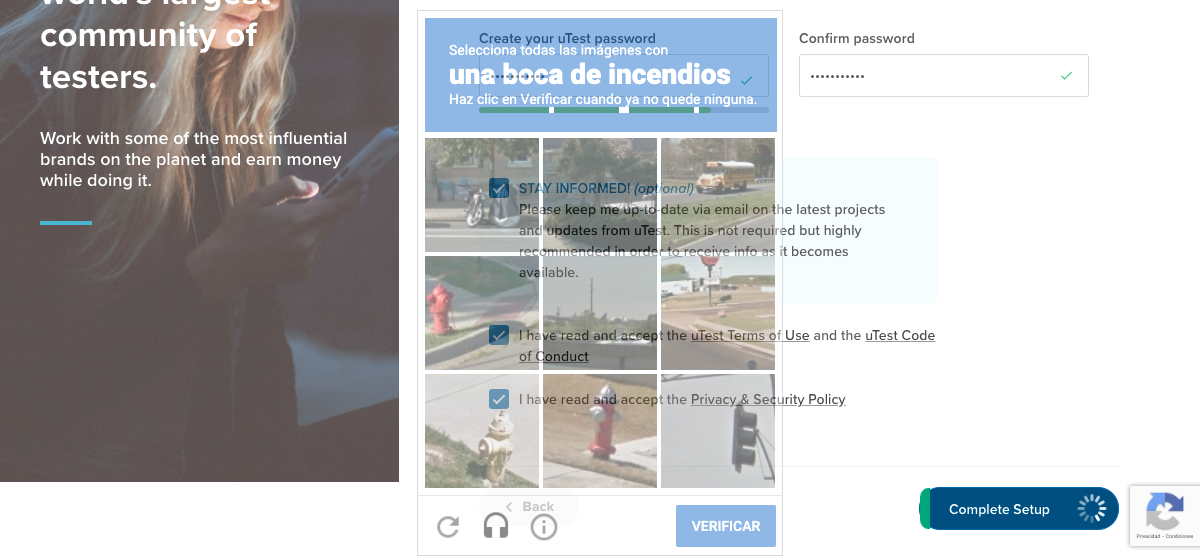 world's largest
community of
testers.
Work with some of the most influential
brands on the planet and earn money
while doing it.
Create your uTest password
Confirm password
•••••••••••
Selecciona todas las imágenes con
una boca de incendios
Haz clic en Verificar cuando ya no quede ninguna.
STAY INFORMED! (optional)
Please keep me up-to-date via email on the latest projects
and updates from uTest. This is not required but highly
recommended in order to receive info as it becomes
available.
I have read and accept the uTest Terms of Use and the uTest Code
of Conduct
I have read and accept the Privacy & Security Policy
Back
VERIFICAR
Complete Setup
Privacidad - Condiciones